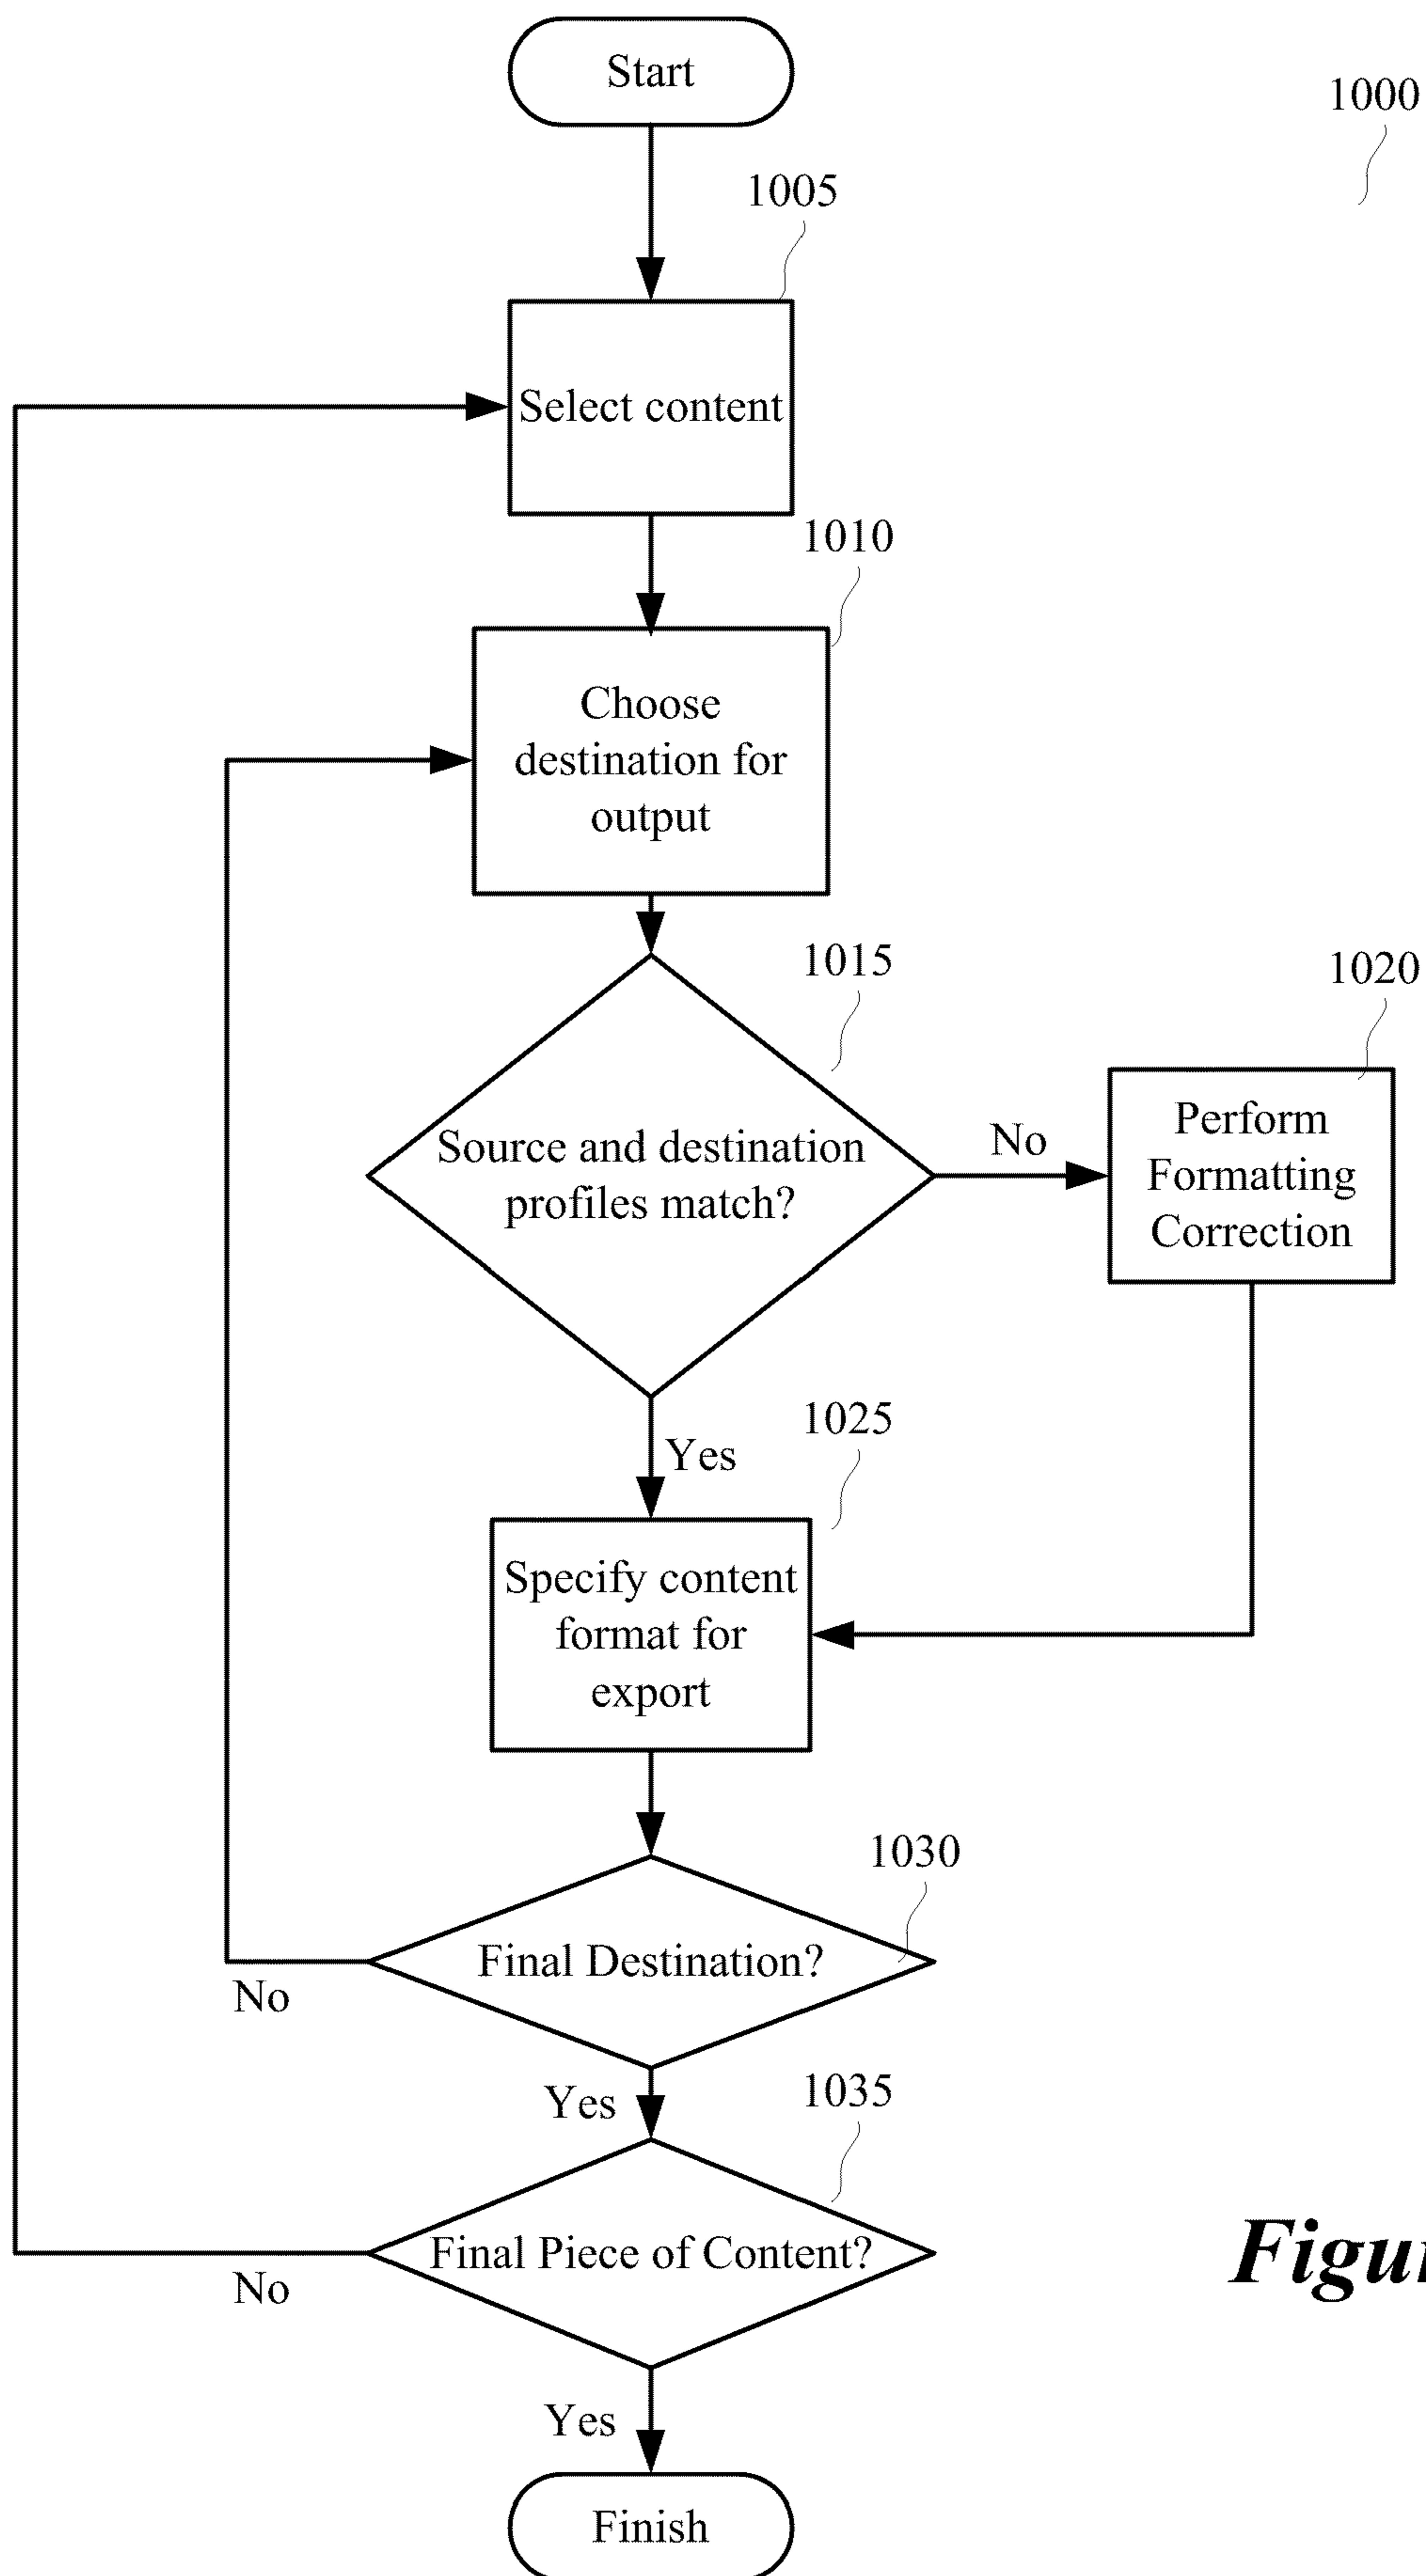 Start
1000
1005
Select content
1010
Choose
destination for
output
1015
1020
Source and destination
profiles match?
No
Perform
Formatting
Correction
1025
Yes
Specify content
format for
export
1030
Final Destination?
No
Yes
1035
Final Piece of Content?
No
Yes
Finish